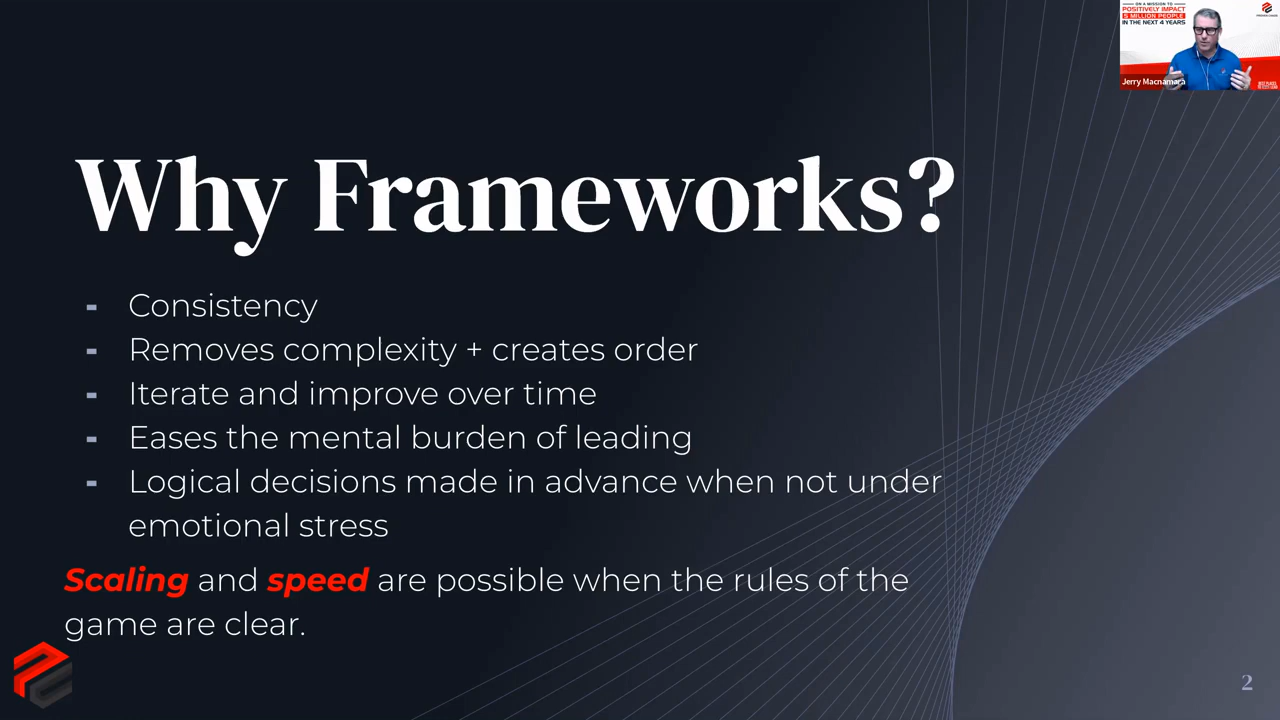 ON A MISSION TO
POSITIVELY IMPACT
5 MILLION PEOPLE
IN THE NEXT 4 YEARS
Jerry Macnamara
Why Frameworks?
- Consistency
- Removes complexity + creates order
- Iterate and improve over time
- Eases the mental burden of leading
- Logical decisions made in advance when not under
emotional stress
Scaling and speed are possible when the rules of the
game are clear.
2